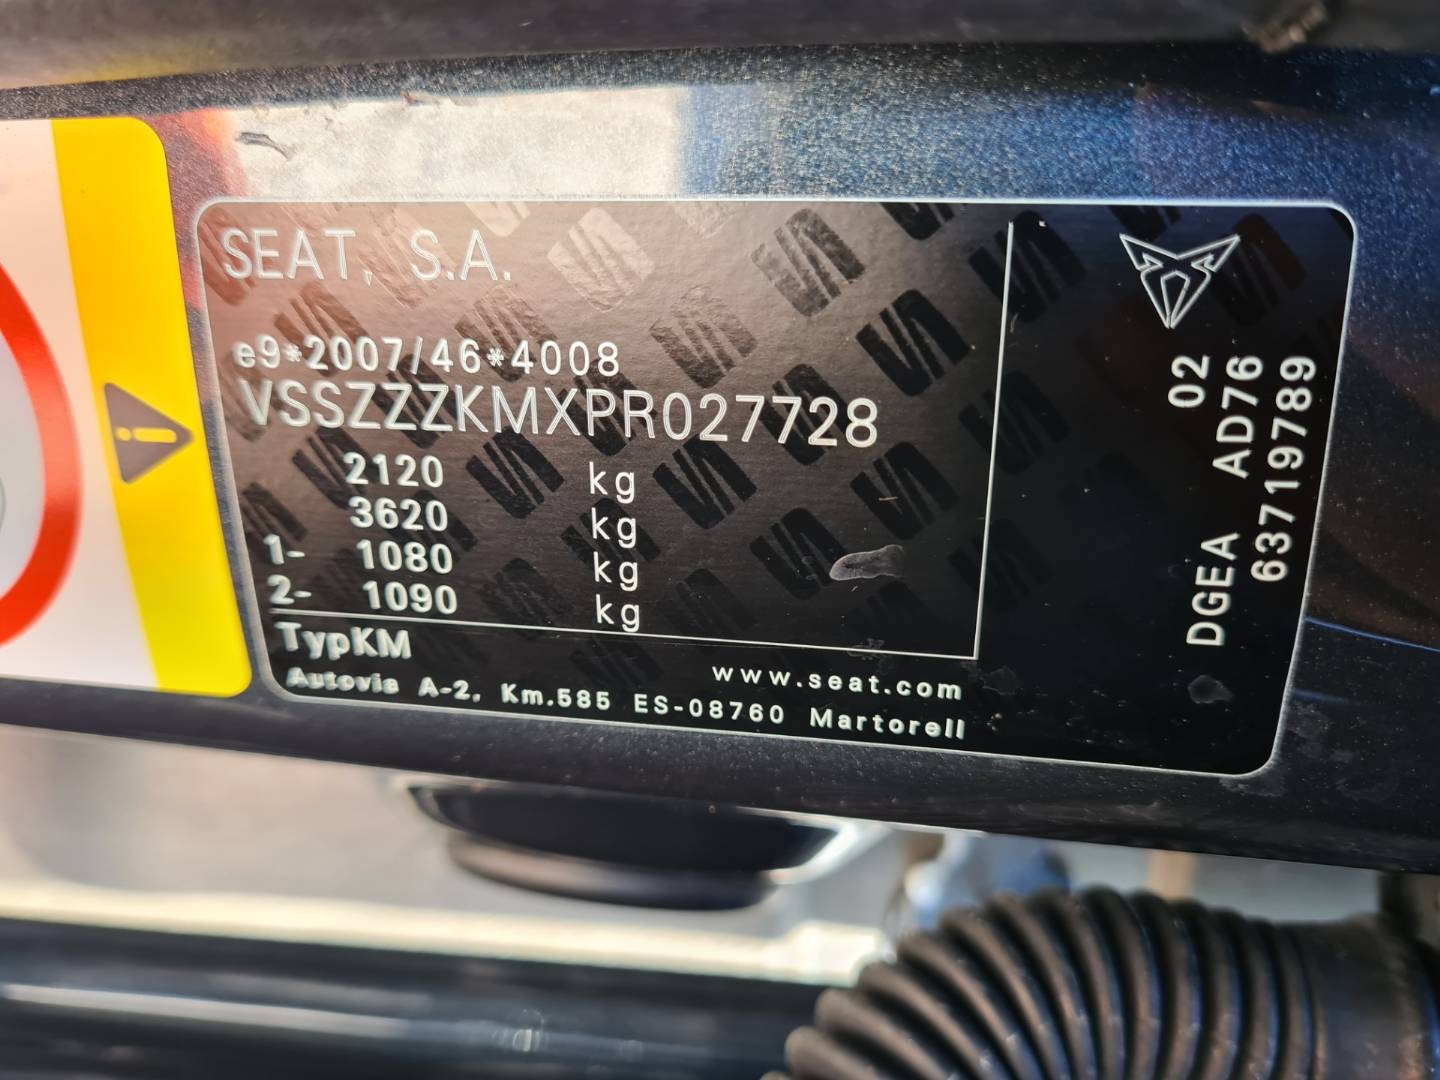 SEAT, S.A.
e9*2007/46*4008
VSSZZZKMXPR027728
2120 kg
3620 kg
1- 1080 kg
2- 1090 kg
TypKM
www.seat.com
Autovia A-2, Km.585 ES-08760 Martorell
DGEA AD76 02
63719789